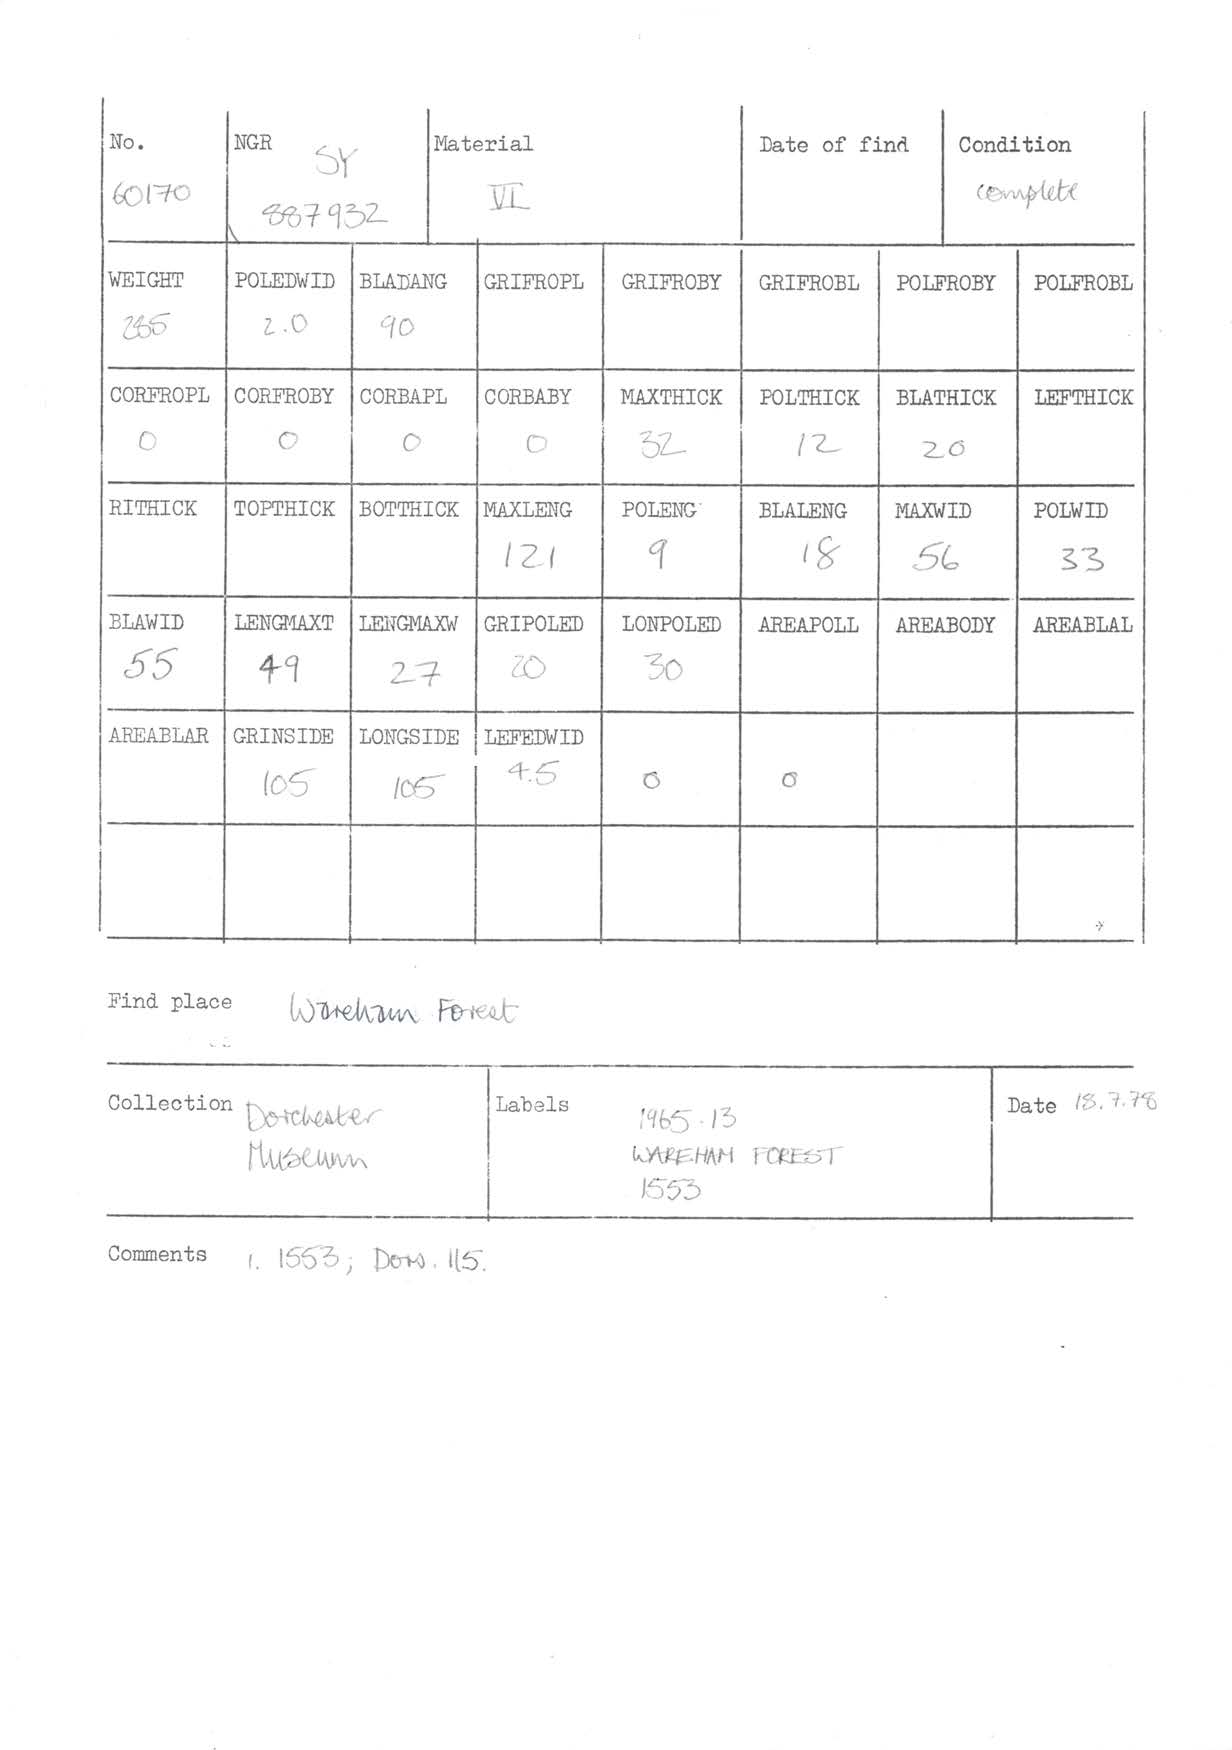 No. NGR Material Date of find Condition
60170 SY 887932 VI complete
WEIGHT POLEDWID BLADANG GRIFROPL GRIFROBY GRIFROBL POLFROBY POLFROBL
2.0 90
CORFROPL CORFROBY CORBAPL CORBABY MAXTHICK POLTHICK BLATHICK LEFTHICK
0 0 0 0 32 12 20
RITHICK TOPTHICK BOTTHICK MAXLENG POLENG BLALENG MAXWID POLWID
121 9 18 56 33
BLAWID LENGMAXT LENGMAXW GRIPOLED LONPOLED AREAPOLL AREABODY AREABLAL
55 49 27 20 30
AREABLAR GRINSIDE LONGSIDE LEFEDWID
105 105 4.5 0 0
Find place Wareham Forest
Collection Dorchester Museum
Labels 1965.13
WAREHAM FOREST
1553
Date 18.7.78
Comments 1. 1553; Dors. 115.